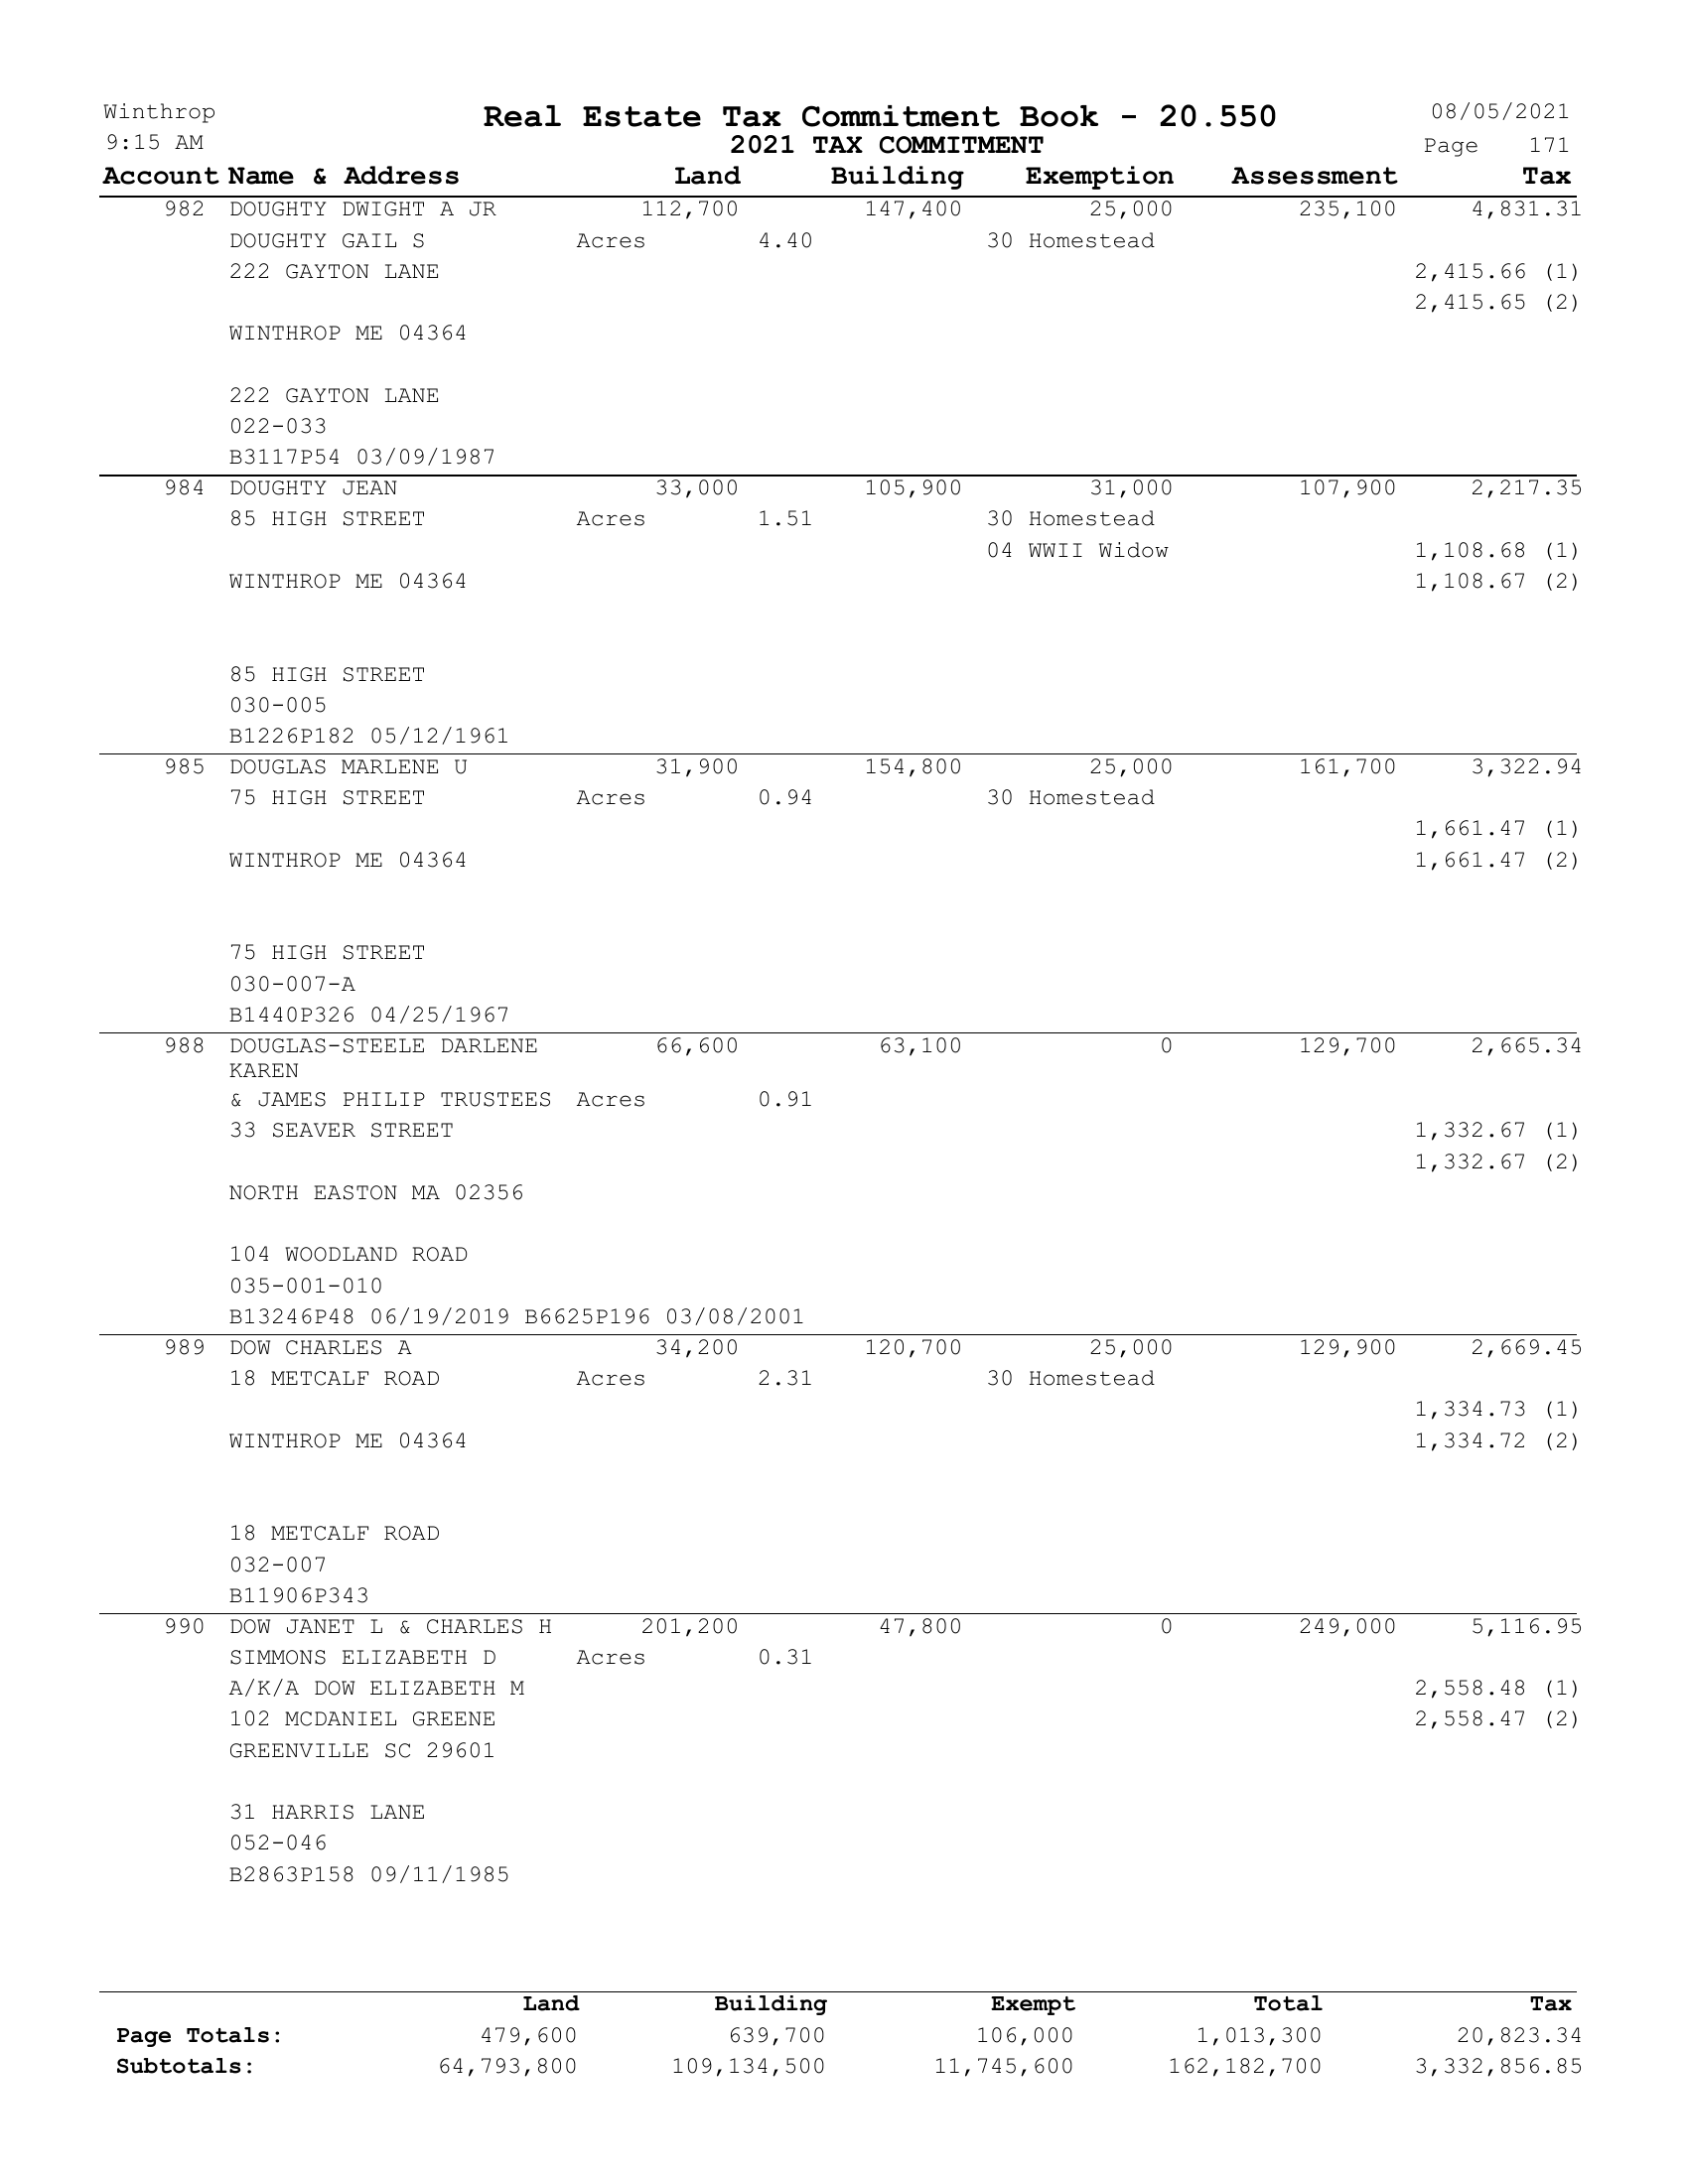 Winthrop Real Estate Tax Commitment Book - 20.550 08/05/2021
9:15 AM 2021 TAX COMMITMENT Page 171
Account Name & Address Land Building Exemption Assessment Tax
982 DOUGHTY DWIGHT A JR 112,700 147,400 25,000 235,100 4,831.31
DOUGHTY GAIL S Acres 4.40 30 Homestead
222 GAYTON LANE 2,415.66 (1)
2,415.65 (2)
WINTHROP ME 04364
222 GAYTON LANE
022-033
B3117P54 03/09/1987
984 DOUGHTY JEAN 33,000 105,900 31,000 107,900 2,217.35
85 HIGH STREET Acres 1.51 30 Homestead
04 WWII Widow 1,108.68 (1)
WINTHROP ME 04364 1,108.67 (2)
85 HIGH STREET
030-005
B1226P182 05/12/1961
985 DOUGLAS MARLENE U 31,900 154,800 25,000 161,700 3,322.94
75 HIGH STREET Acres 0.94 30 Homestead
1,661.47 (1)
WINTHROP ME 04364 1,661.47 (2)
75 HIGH STREET
030-007-A
B1440P326 04/25/1967
988 DOUGLAS-STEELE DARLENE 66,600 63,100 0 129,700 2,665.34
KAREN
& JAMES PHILIP TRUSTEES Acres 0.91
33 SEAVER STREET 1,332.67 (1)
1,332.67 (2)
NORTH EASTON MA 02356
104 WOODLAND ROAD
035-001-010
B13246P48 06/19/2019 B6625P196 03/08/2001
989 DOW CHARLES A 34,200 120,700 25,000 129,900 2,669.45
18 METCALF ROAD Acres 2.31 30 Homestead
1,334.73 (1)
WINTHROP ME 04364 1,334.72 (2)
18 METCALF ROAD
032-007
B11906P343
990 DOW JANET L & CHARLES H 201,200 47,800 0 249,000 5,116.95
SIMMONS ELIZABETH D Acres 0.31
A/K/A DOW ELIZABETH M 2,558.48 (1)
102 MCDANIEL GREENE 2,558.47 (2)
GREENVILLE SC 29601
31 HARRIS LANE
052-046
B2863P158 09/11/1985
Land Building Exempt Total Tax
Page Totals: 479,600 639,700 106,000 1,013,300 20,823.34
Subtotals: 64,793,800 109,134,500 11,745,600 162,182,700 3,332,856.85